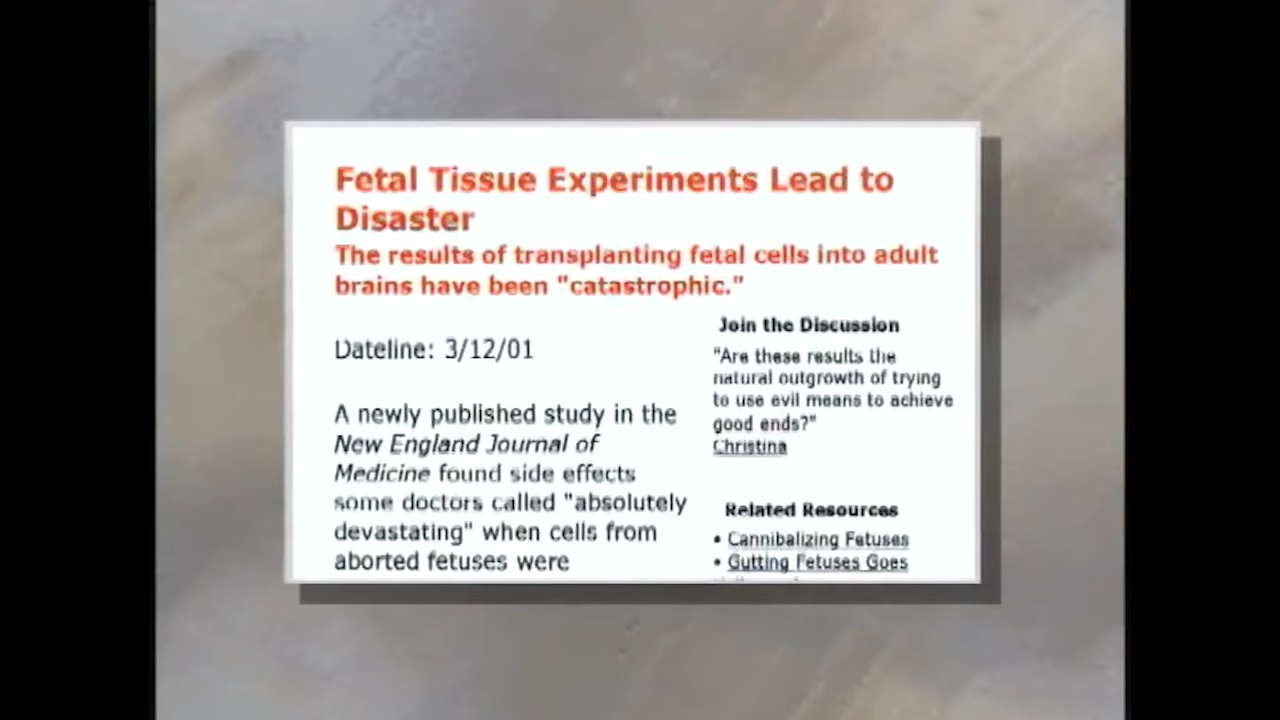 Fetal Tissue Experiments Lead to
Disaster
The results of transplanting fetal cells into adult
brains have been "catastrophic."
Dateline: 3/12/01
A newly published study in the
New England Journal of
Medicine found side effects
some doctors called "absolutely
devastating" when cells from
aborted fetuses were
Join the Discussion
"Are these results the
natural outgrowth of trying
to use evil means to achieve
good ends?"
Christina
Related Resources
• Cannibalizing Fetuses
• Gutting Fetuses Goes